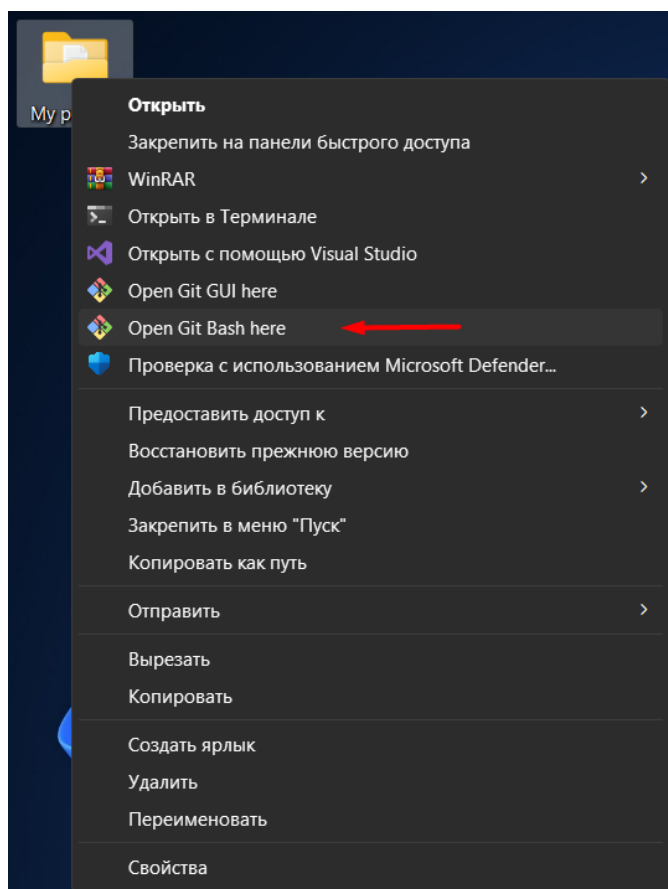 My p
Открыть
Закрепить на панели быстрого доступа
WinRAR
Открыть в Терминале
Открыть с помощью Visual Studio
Open Git GUI here
Open Git Bash here
Проверка с использованием Microsoft Defender...
Предоставить доступ к
Восстановить прежнюю версию
Добавить в библиотеку
Закрепить в меню "Пуск"
Копировать как путь
Отправить
Вырезать
Копировать
Создать ярлык
Удалить
Переименовать
Свойства